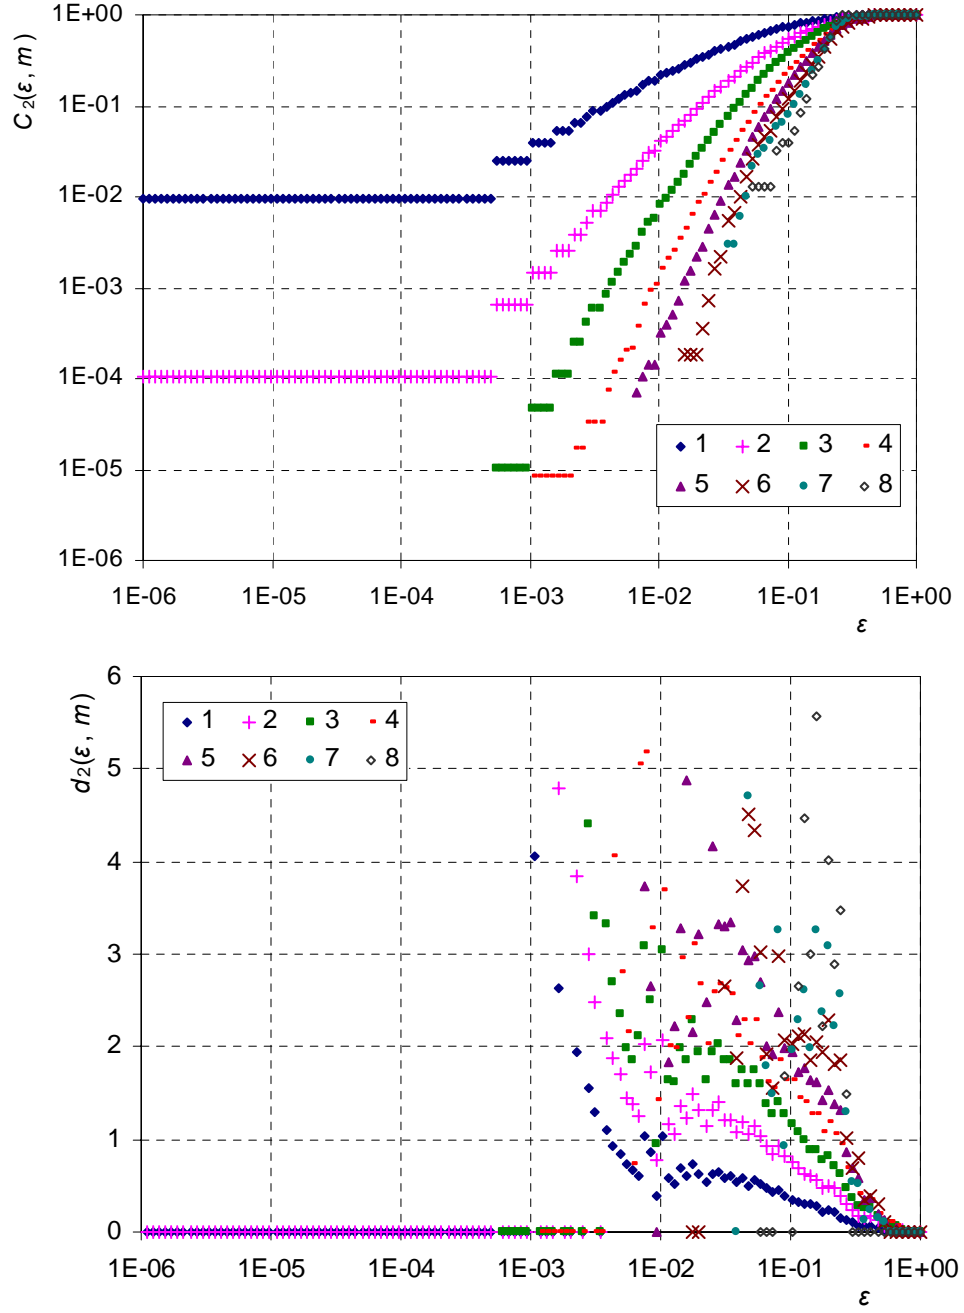 C₂(ε, m)
1E+00
1E-01
1E-02
1E-03
1E-04
1E-05
1E-06
1 2 3 4
5 6 7 8
1E-06 1E-05 1E-04 1E-03 1E-02 1E-01 1E+00
ε
d₂(ε, m)
6
5
4
3
2
1
0
1 2 3 4
5 6 7 8
1E-06 1E-05 1E-04 1E-03 1E-02 1E-01 1E+00
ε